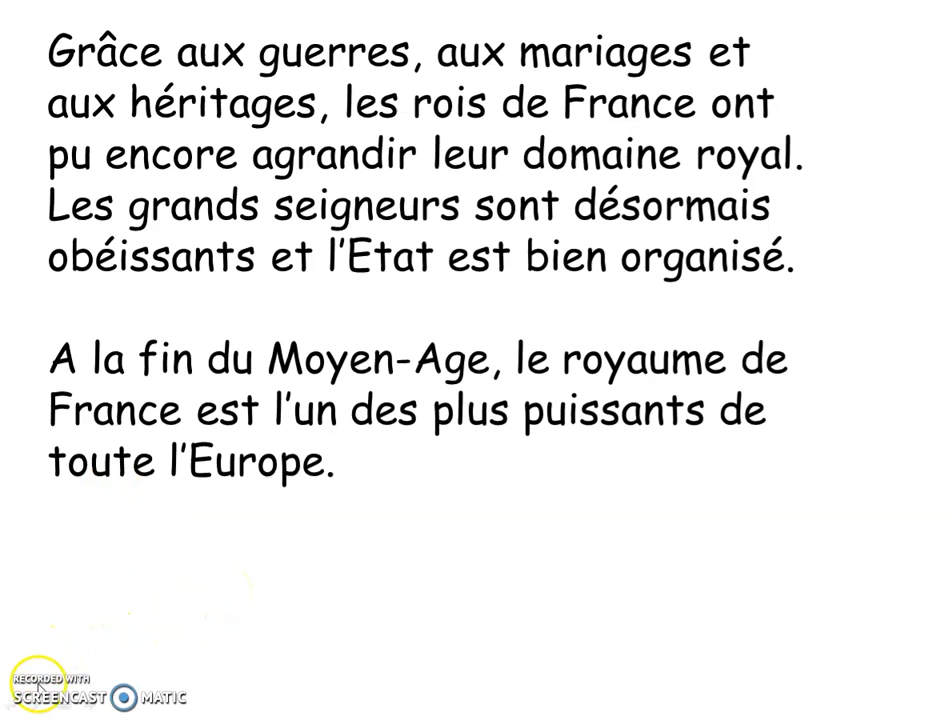 Grâce aux guerres, aux mariages et
aux héritages, les rois de France ont
pu encore agrandir leur domaine royal.
Les grands seigneurs sont désormais
obéissants et l'Etat est bien organisé.
A la fin du Moyen-Age, le royaume de
France est l'un des plus puissants de
toute l'Europe.
RECORDED WITH
SCREENCAST MATIC